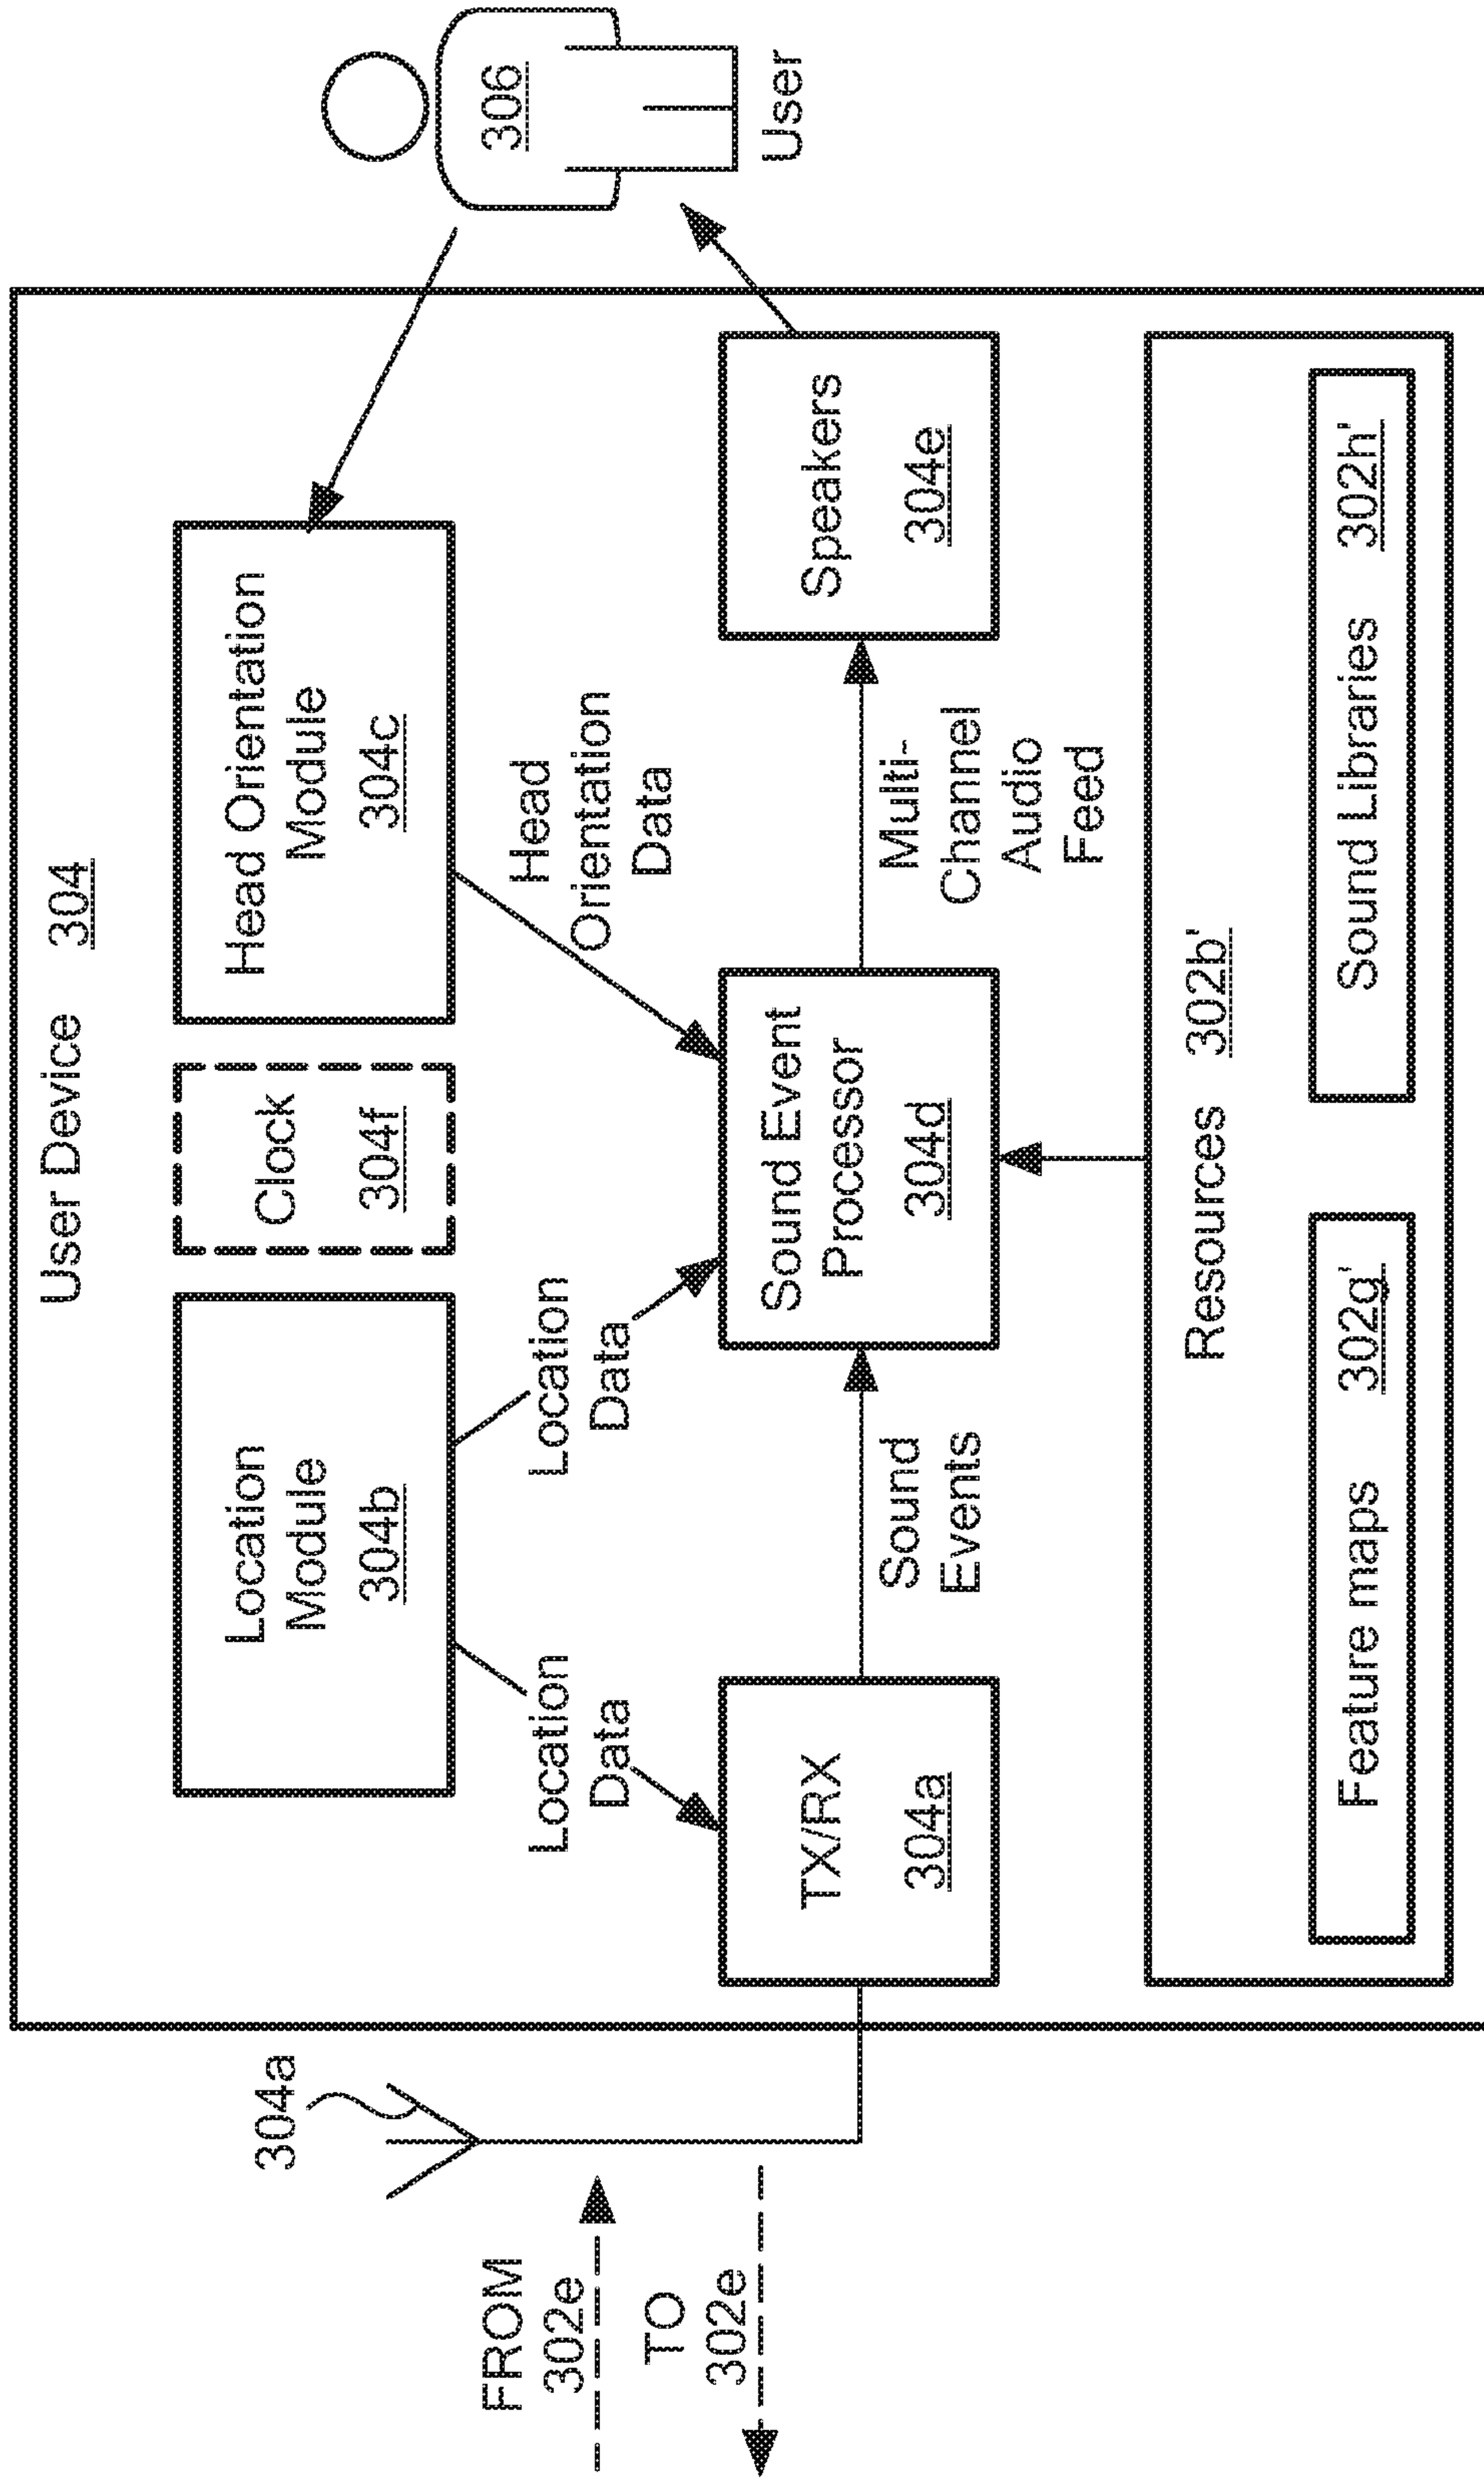 User Device 304
304a
FROM
302e
TO
302e
Location
Module
304b
Clock
304f
Head Orientation
Module
304c
306
User
Location
Data
Location
Data
Head
Orientation
Data
TX/RX
304a
Sound
Events
Sound Event
Processor
304d
Multi-
Channel
Audio
Feed
Speakers
304e
Resources 302b'
Feature maps 302g'
Sound Libraries 302h'